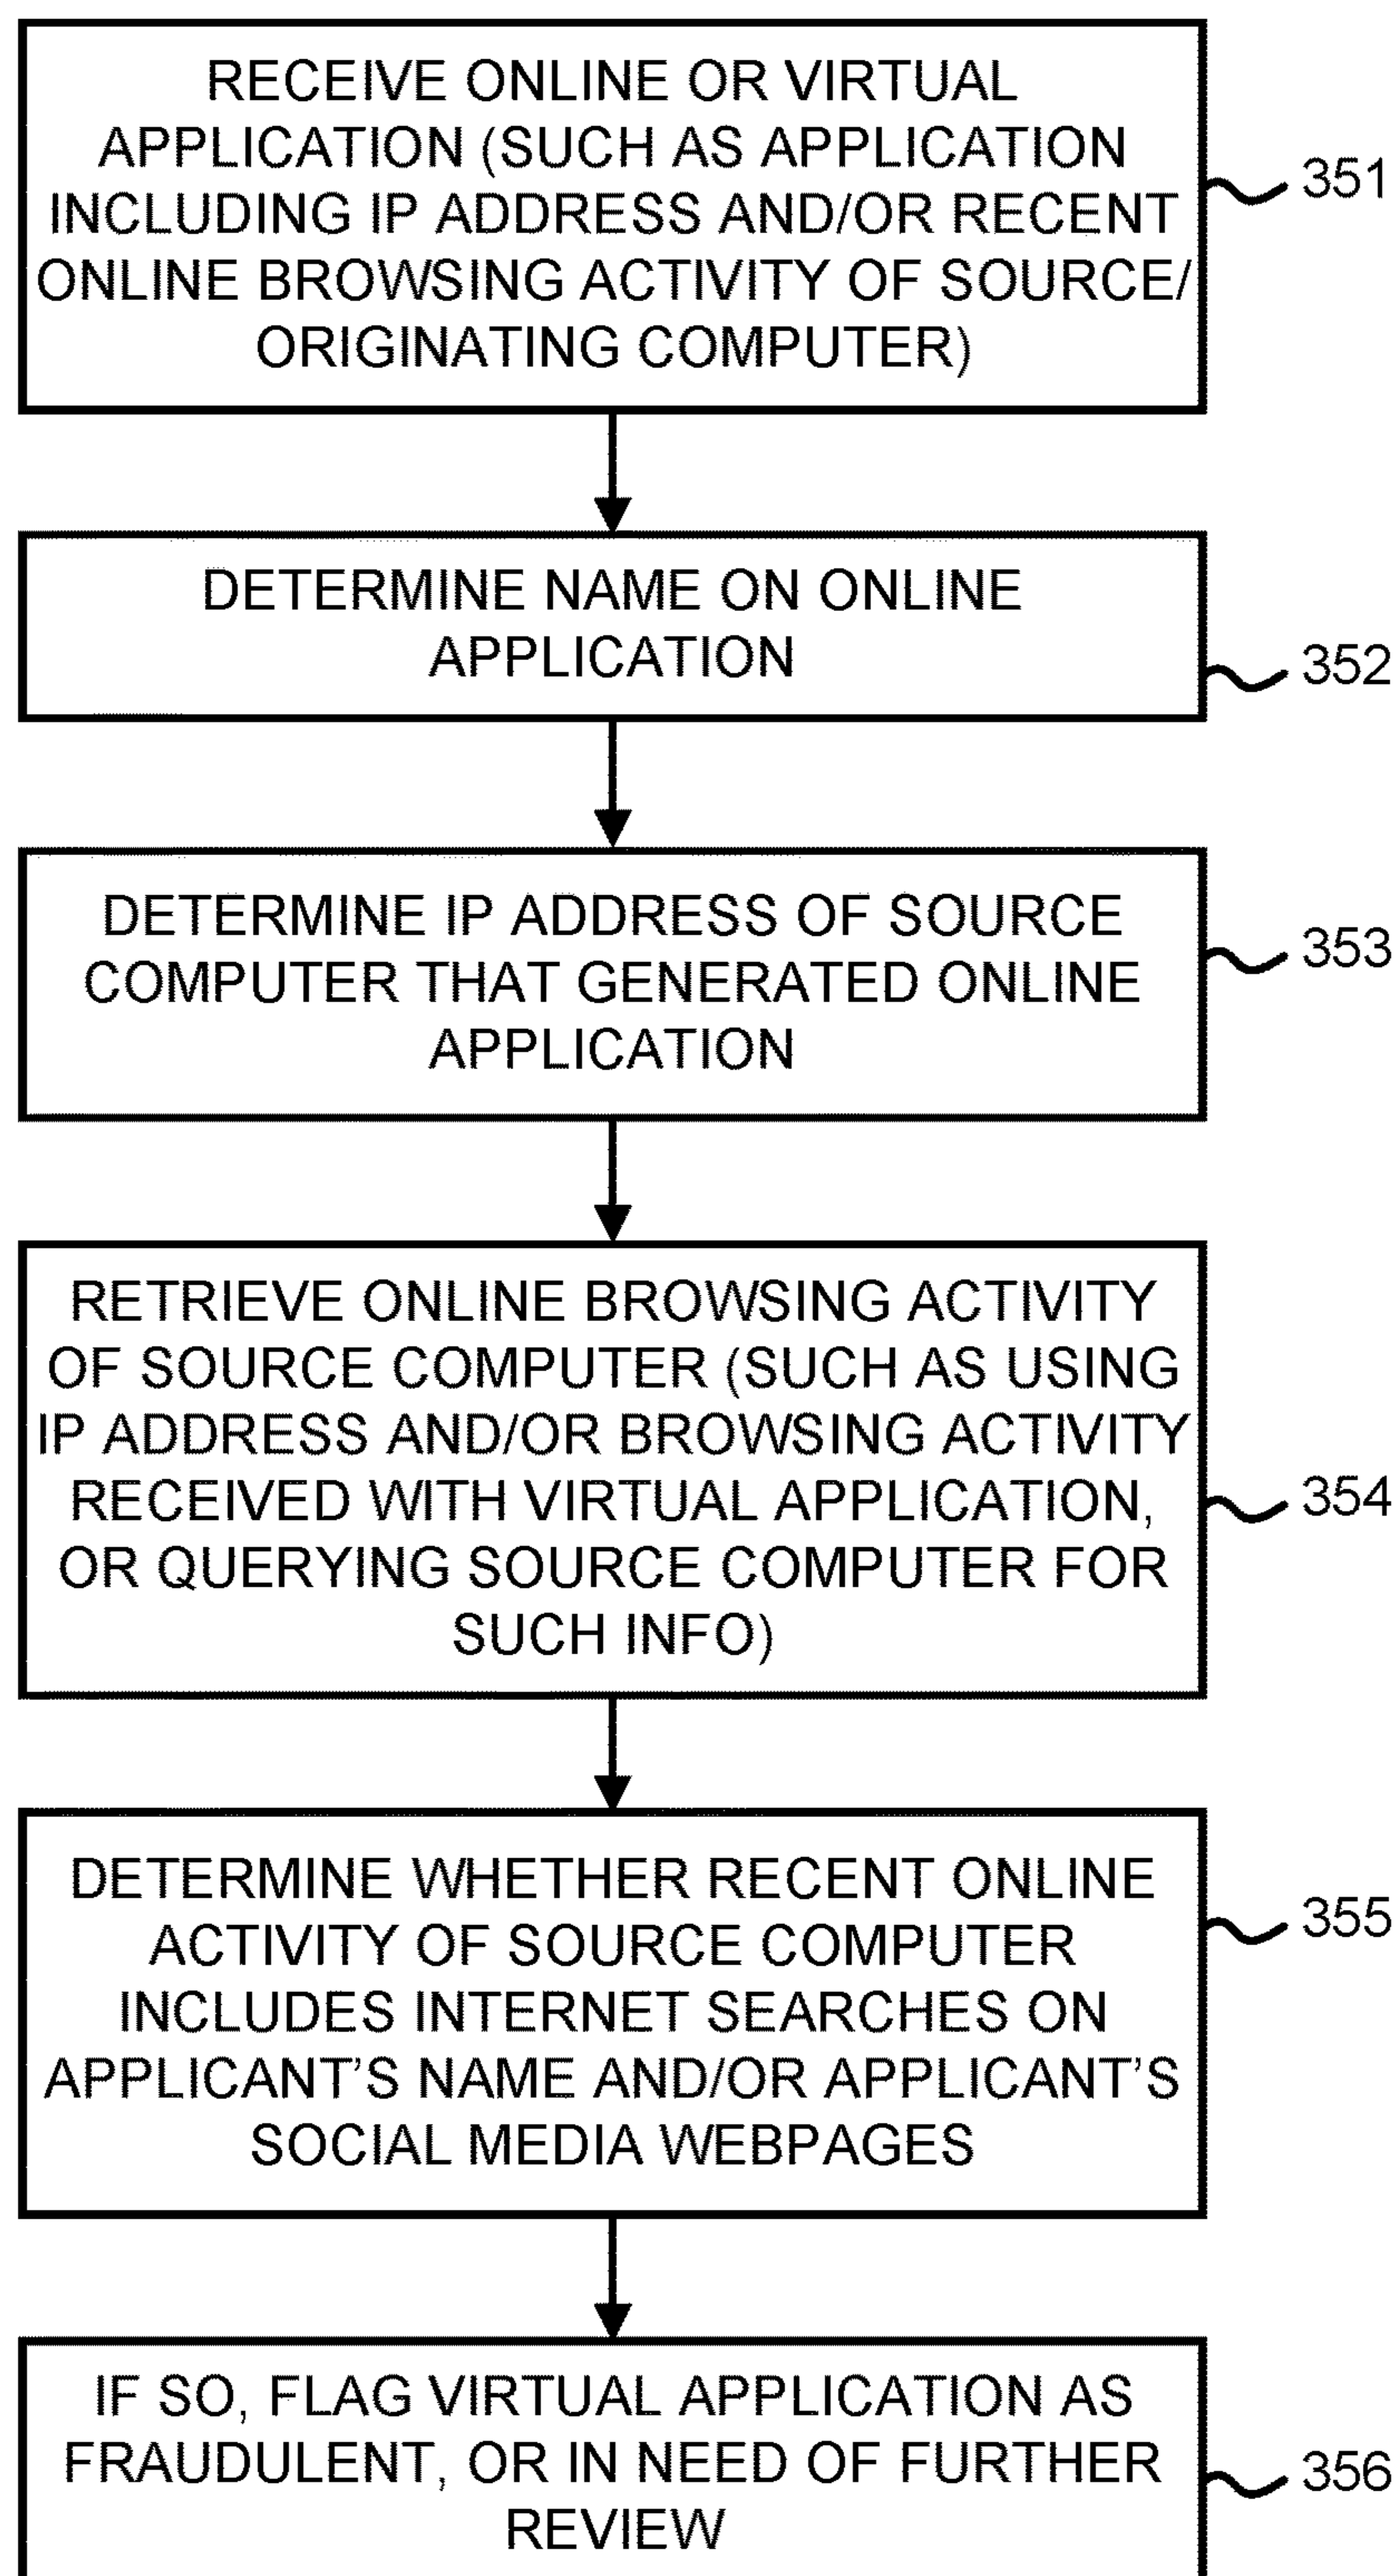 RECEIVE ONLINE OR VIRTUAL
APPLICATION (SUCH AS APPLICATION
INCLUDING IP ADDRESS AND/OR RECENT
ONLINE BROWSING ACTIVITY OF SOURCE/
ORIGINATING COMPUTER)
351
DETERMINE NAME ON ONLINE
APPLICATION
352
DETERMINE IP ADDRESS OF SOURCE
COMPUTER THAT GENERATED ONLINE
APPLICATION
353
RETRIEVE ONLINE BROWSING ACTIVITY
OF SOURCE COMPUTER (SUCH AS USING
IP ADDRESS AND/OR BROWSING ACTIVITY
RECEIVED WITH VIRTUAL APPLICATION,
OR QUERYING SOURCE COMPUTER FOR
SUCH INFO)
354
DETERMINE WHETHER RECENT ONLINE
ACTIVITY OF SOURCE COMPUTER
INCLUDES INTERNET SEARCHES ON
APPLICANT'S NAME AND/OR APPLICANT'S
SOCIAL MEDIA WEBPAGES
355
IF SO, FLAG VIRTUAL APPLICATION AS
FRAUDULENT, OR IN NEED OF FURTHER
REVIEW
356